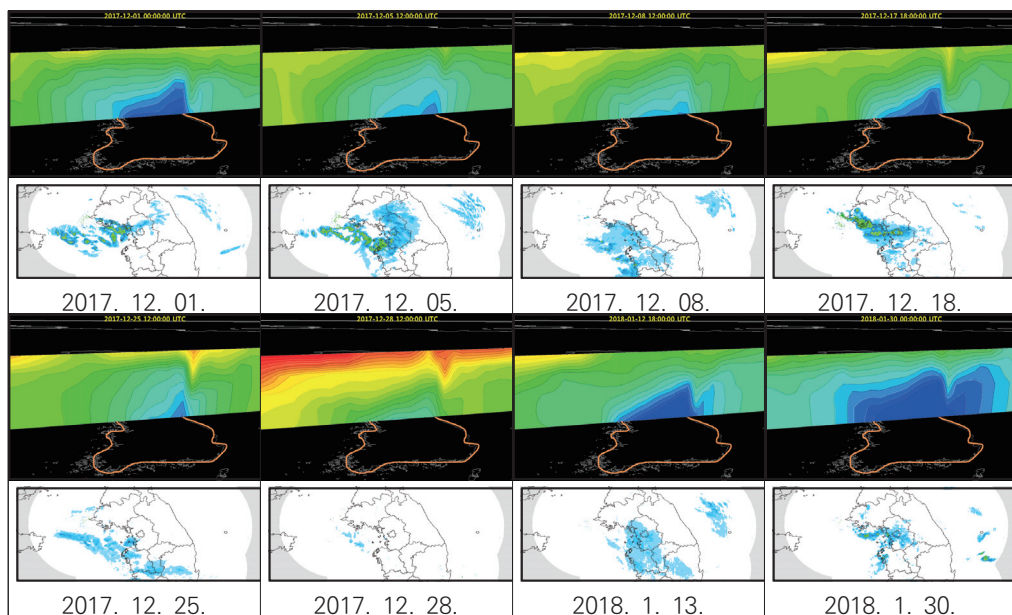 2017-12-01 00:00:00 UTC
2017-12-05 12:00:00 UTC
2017-12-08 12:00:00 UTC
2017-12-17 18:00:00 UTC
2017. 12. 01.
2017. 12. 05.
2017. 12. 08.
2017. 12. 18.
2017-12-25 12:00:00 UTC
2017-12-28 12:00:00 UTC
2018-01-12 18:00:00 UTC
2018-01-30 00:00:00 UTC
2017. 12. 25.
2017. 12. 28.
2018. 1. 13.
2018. 1. 30.